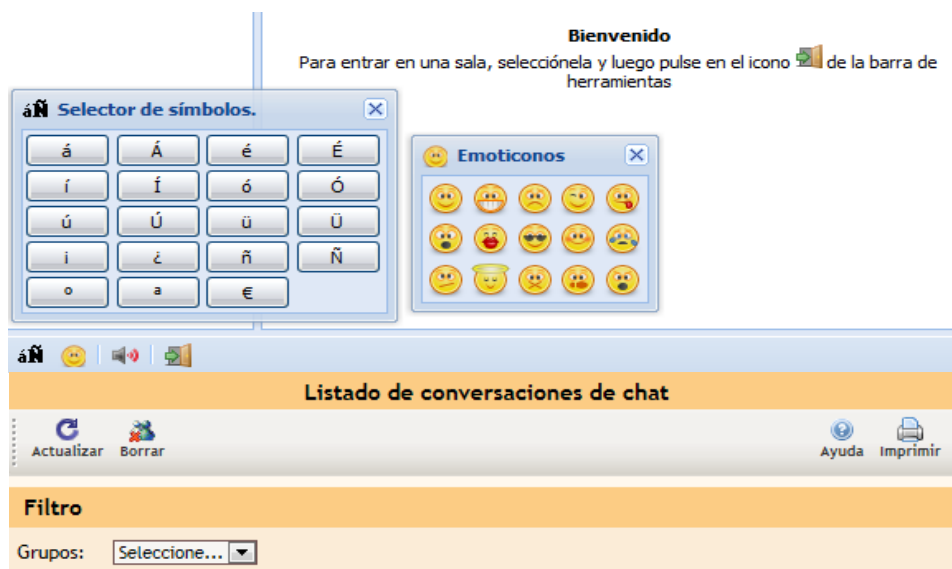 Bienvenido
Para entrar en una sala, selecciónela y luego pulse en el icono de la barra de
herramientas
áÑ Selector de símbolos.
á Á é É
í Í ó Ó
ú Ú ü Ü
¡ ¿ ñ Ñ
º ª €
Emoticonos
áÑ
Listado de conversaciones de chat
Actualizar Borrar Ayuda Imprimir
Filtro
Grupos: Seleccione...